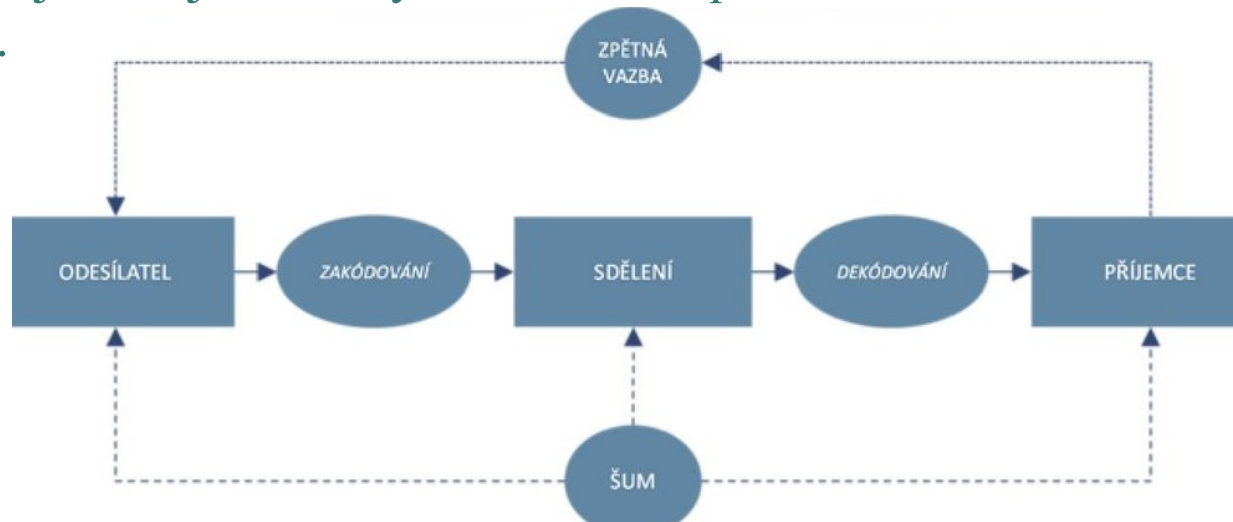 ZPĚTNÁ
VAZBA
ODESÍLATEL
ZAKÓDOVÁNÍ
SDĚLENÍ
DEKÓDOVÁNÍ
PŘÍJEMCE
ŠUM